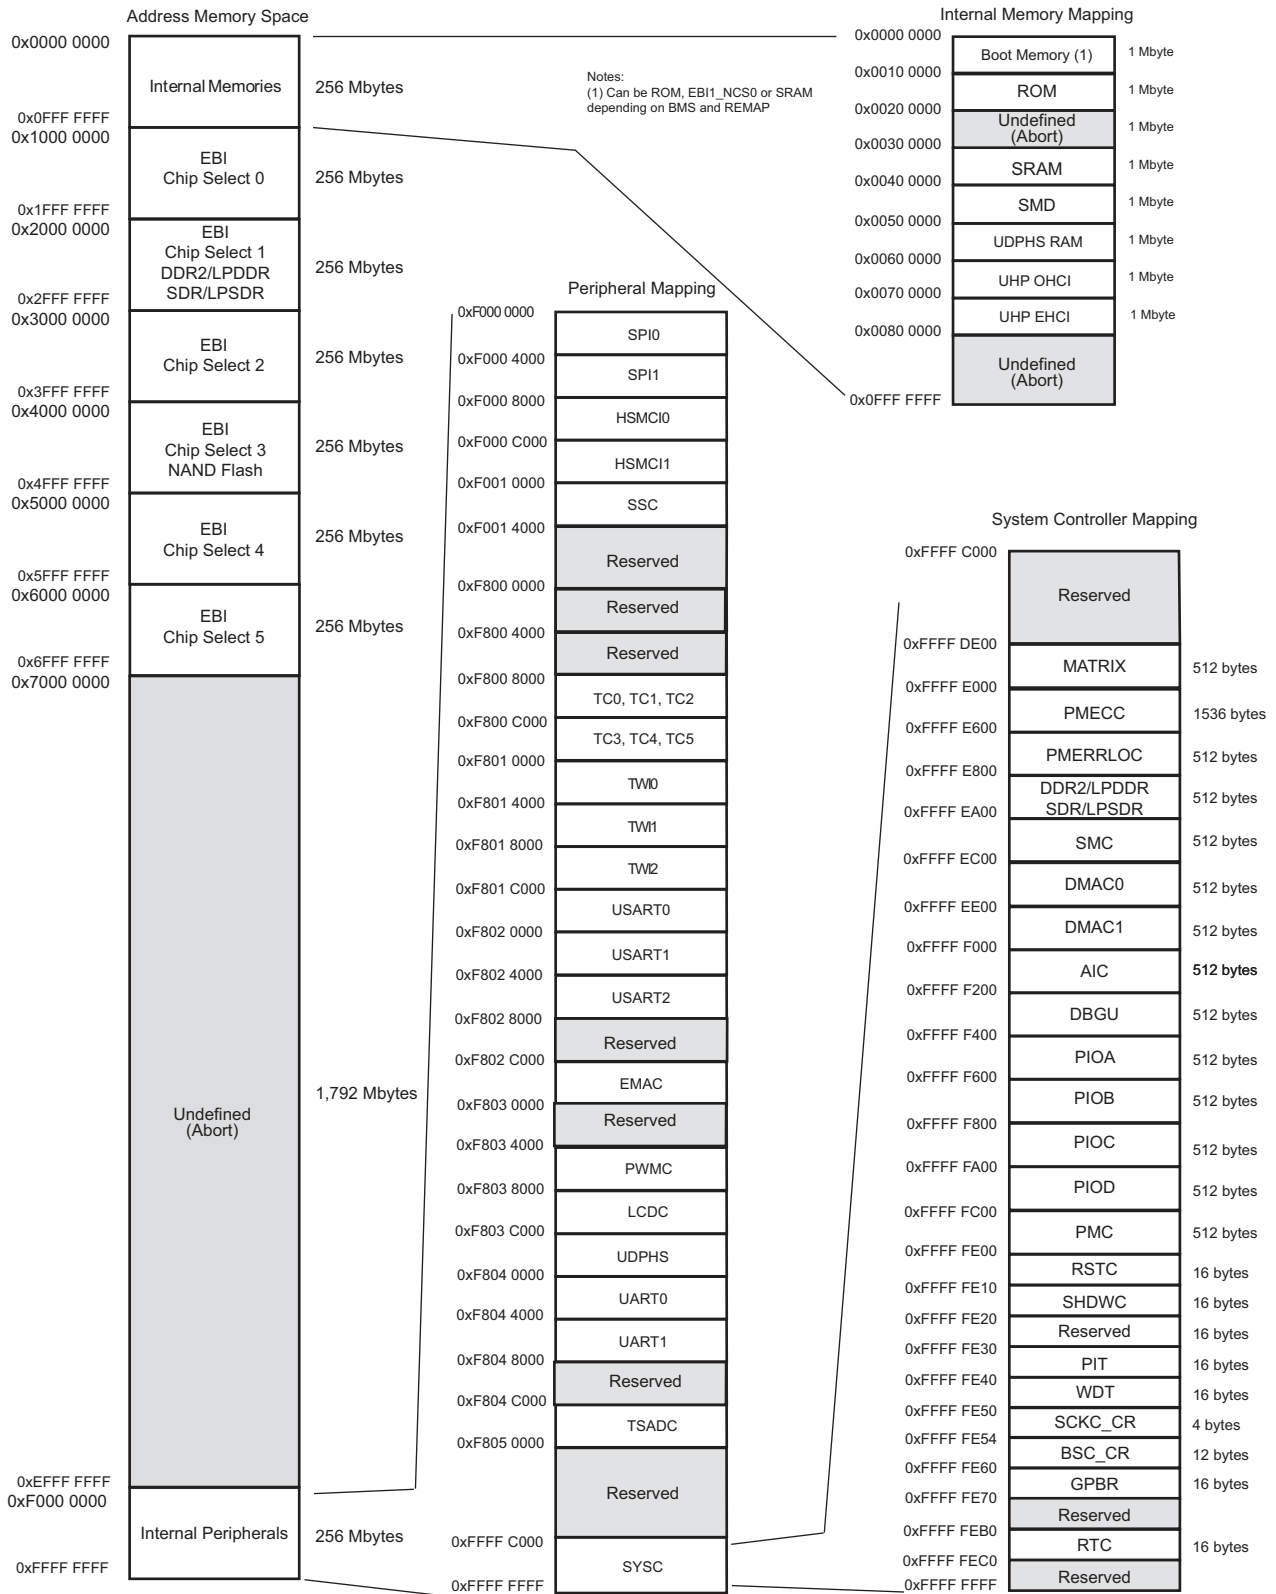 Address Memory Space
0x0000 0000
Internal Memories
256 Mbytes
0x0FFF FFFF
0x1000 0000
EBI
Chip Select 0
256 Mbytes
0x1FFF FFFF
0x2000 0000
EBI
Chip Select 1
DDR2/LPDDR
SDR/LPSDR
256 Mbytes
0x2FFF FFFF
0x3000 0000
EBI
Chip Select 2
256 Mbytes
0x3FFF FFFF
0x4000 0000
EBI
Chip Select 3
NAND Flash
256 Mbytes
0x4FFF FFFF
0x5000 0000
EBI
Chip Select 4
256 Mbytes
0x5FFF FFFF
0x6000 0000
EBI
Chip Select 5
256 Mbytes
0x6FFF FFFF
0x7000 0000
Undefined
(Abort)
1,792 Mbytes
0xEFFF FFFF
0xF000 0000
Internal Peripherals
256 Mbytes
0xFFFF FFFF
Notes:
(1) Can be ROM, EBI1_NCS0 or SRAM
depending on BMS and REMAP
Peripheral Mapping
0xF000 0000
SPI0
0xF000 4000
SPI1
0xF000 8000
HSMCI0
0xF000 C000
HSMCI1
0xF001 0000
SSC
0xF001 4000
Reserved
0xF800 0000
Reserved
0xF800 4000
Reserved
0xF800 8000
TC0, TC1, TC2
0xF800 C000
TC3, TC4, TC5
0xF801 0000
TWI0
0xF801 4000
TWI1
0xF801 8000
TWI2
0xF801 C000
USART0
0xF802 0000
USART1
0xF802 4000
USART2
0xF802 8000
Reserved
0xF802 C000
EMAC
0xF803 0000
Reserved
0xF803 4000
PWMC
0xF803 8000
LCDC
0xF803 C000
UDPHS
0xF804 0000
UART0
0xF804 4000
UART1
0xF804 8000
Reserved
0xF804 C000
TSADC
0xF805 0000
Reserved
0xFFFF C000
SYSC
0xFFFF FFFF
Internal Memory Mapping
0x0000 0000
Boot Memory (1)
1 Mbyte
0x0010 0000
ROM
1 Mbyte
0x0020 0000
Undefined
(Abort)
1 Mbyte
0x0030 0000
SRAM
1 Mbyte
0x0040 0000
SMD
1 Mbyte
0x0050 0000
UDPHS RAM
1 Mbyte
0x0060 0000
UHP OHCI
1 Mbyte
0x0070 0000
UHP EHCI
1 Mbyte
0x0080 0000
Undefined
(Abort)
0x0FFF FFFF
System Controller Mapping
0xFFFF C000
Reserved
0xFFFF DE00
MATRIX
512 bytes
0xFFFF E000
PMECC
1536 bytes
0xFFFF E600
PMERRLOC
512 bytes
0xFFFF E800
DDR2/LPDDR
SDR/LPSDR
512 bytes
0xFFFF EA00
SMC
512 bytes
0xFFFF EC00
DMAC0
512 bytes
0xFFFF EE00
DMAC1
512 bytes
0xFFFF F000
AIC
512 bytes
0xFFFF F200
DBGU
512 bytes
0xFFFF F400
PIOA
512 bytes
0xFFFF F600
PIOB
512 bytes
0xFFFF F800
PIOC
512 bytes
0xFFFF FA00
PIOD
512 bytes
0xFFFF FC00
PMC
512 bytes
0xFFFF FE00
RSTC
16 bytes
0xFFFF FE10
SHDWC
16 bytes
0xFFFF FE20
Reserved
16 bytes
0xFFFF FE30
PIT
16 bytes
0xFFFF FE40
WDT
16 bytes
0xFFFF FE50
SCKC_CR
4 bytes
0xFFFF FE54
BSC_CR
12 bytes
0xFFFF FE60
GPBR
16 bytes
0xFFFF FE70
Reserved
0xFFFF FEB0
RTC
16 bytes
0xFFFF FEC0
Reserved
0xFFFF FFFF